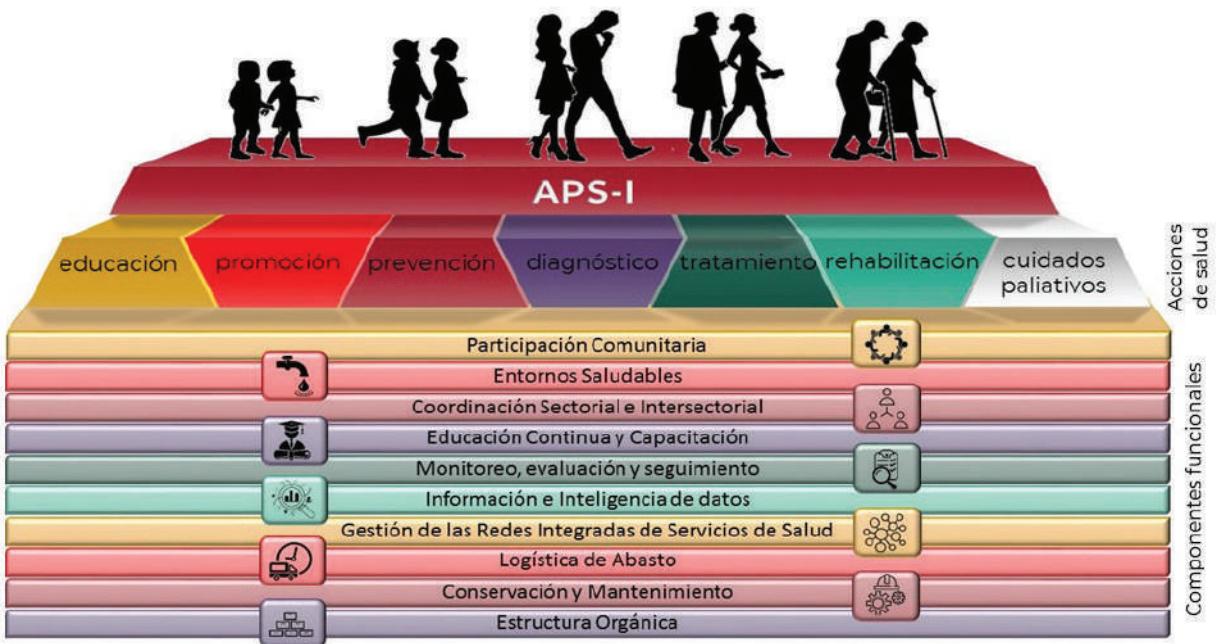 APS-I
educación
promoción
prevención
diagnóstico
tratamiento
rehabilitación
cuidados
paliativos
Acciones
de salud
Participación Comunitaria
Entornos Saludables
Coordinación Sectorial e Intersectorial
Educación Continua y Capacitación
Monitoreo, evaluación y seguimiento
Información e Inteligencia de datos
Gestión de las Redes Integradas de Servicios de Salud
Logística de Abasto
Conservación y Mantenimiento
Estructura Orgánica
Componentes funcionales